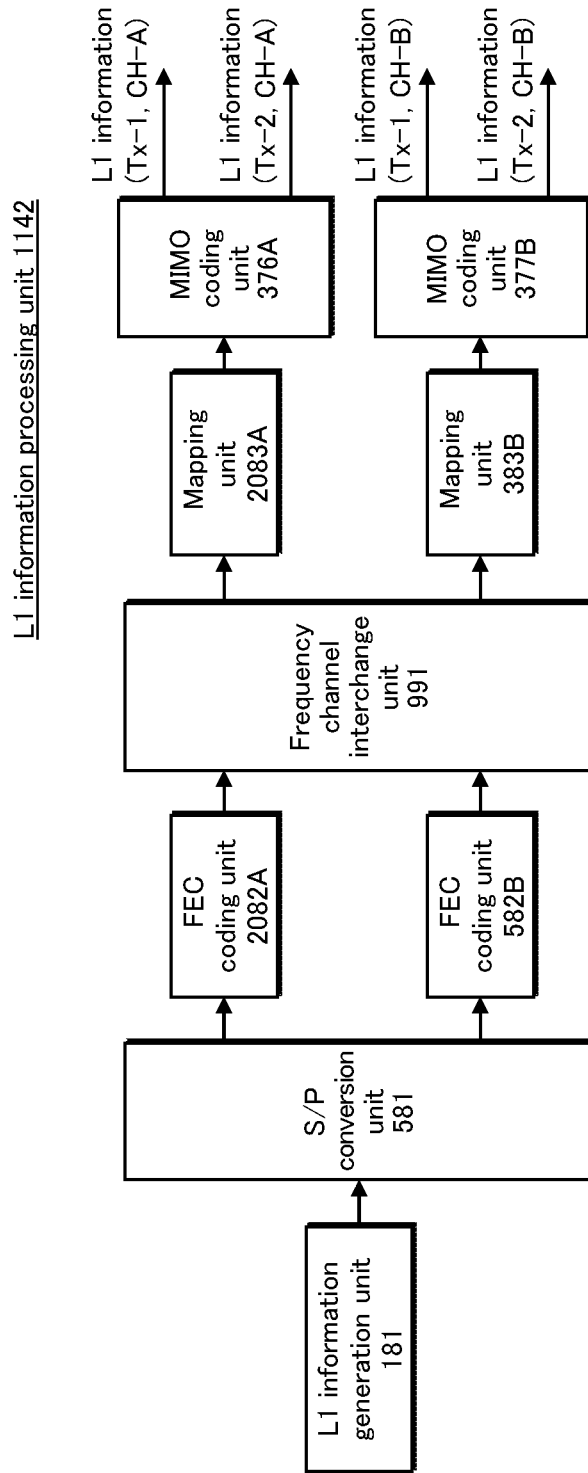 L1 information processing unit 1142
L1 information
generation unit
181
S/P
conversion
unit
581
FEC
coding unit
2082A
FEC
coding unit
582B
Frequency
channel
interchange
unit
991
Mapping
unit
2083A
Mapping
unit
383B
MIMO
coding
unit
376A
MIMO
coding
unit
377B
L1 information
(Tx-1, CH-A)
L1 information
(Tx-2, CH-A)
L1 information
(Tx-1, CH-B)
L1 information
(Tx-2, CH-B)